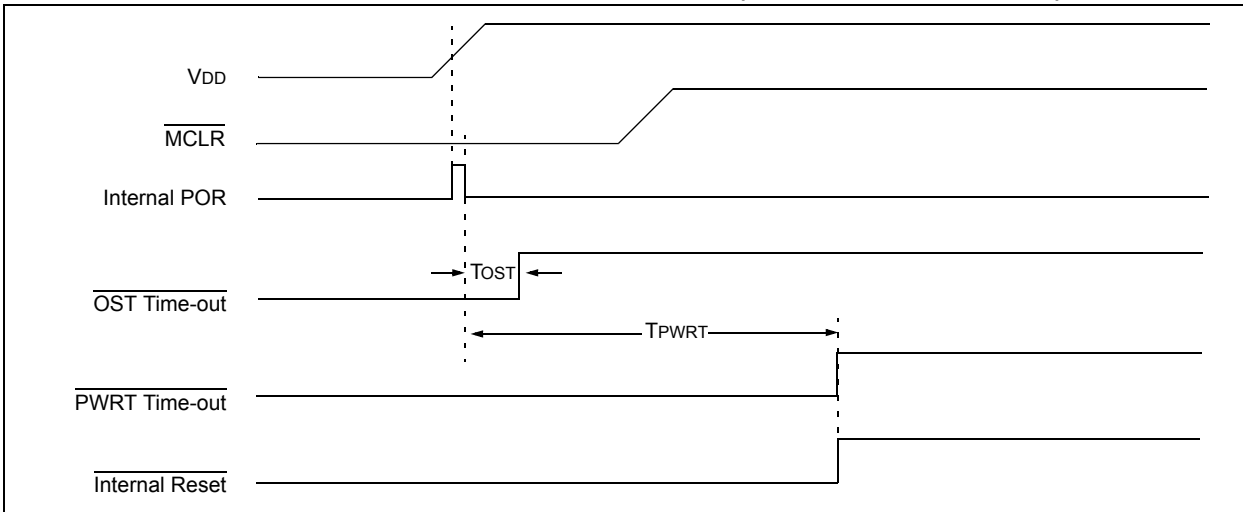 VDD
MCLR
Internal POR
TOST
OST Time-out
TPWRT
PWRT Time-out
Internal Reset